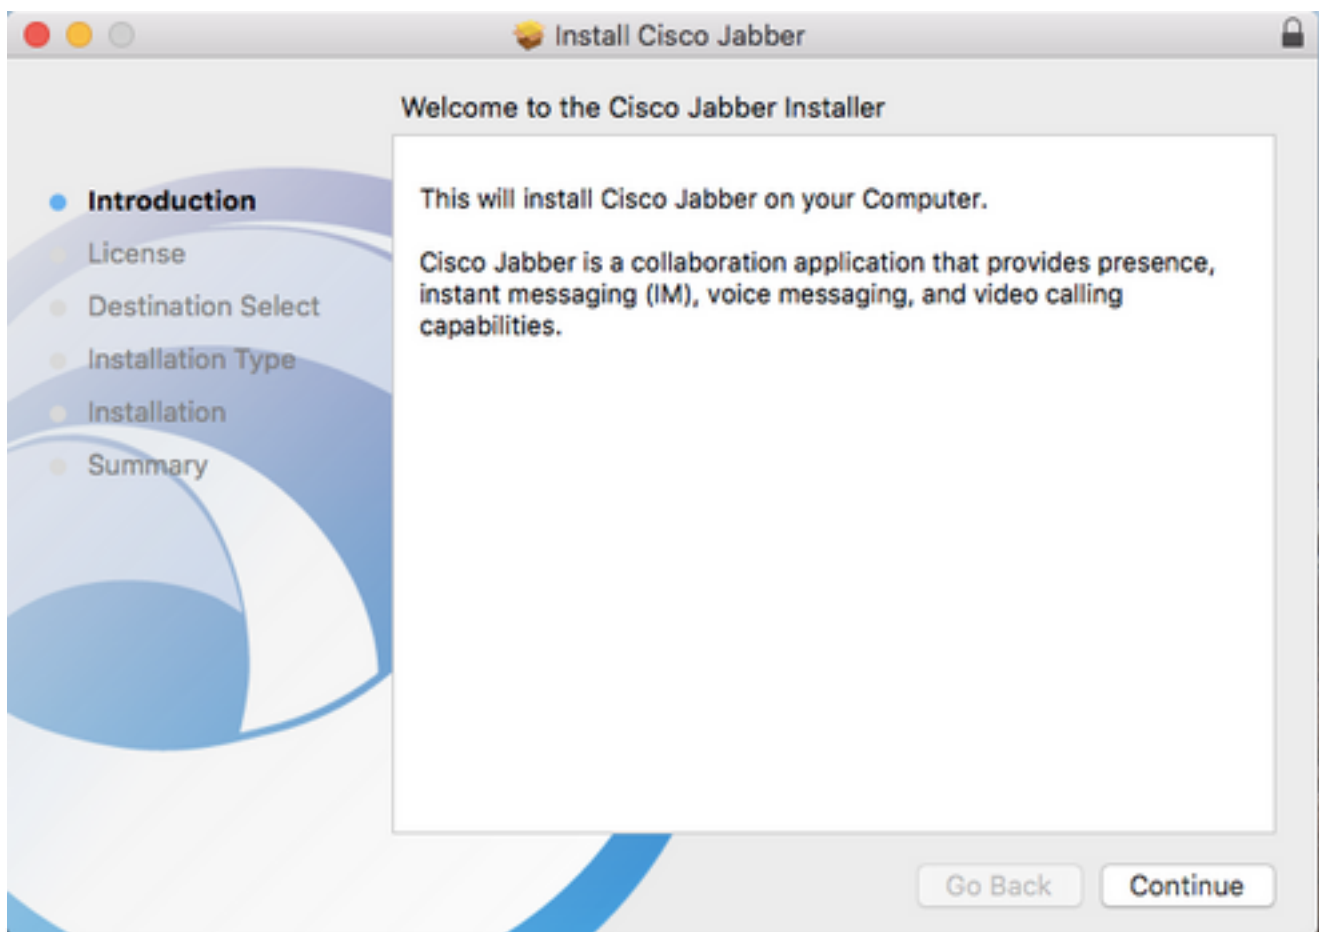 Install Cisco Jabber
Welcome to the Cisco Jabber Installer
Introduction
License
Destination Select
Installation Type
Installation
Summary
This will install Cisco Jabber on your Computer.
Cisco Jabber is a collaboration application that provides presence,
instant messaging (IM), voice messaging, and video calling
capabilities.
Go Back
Continue